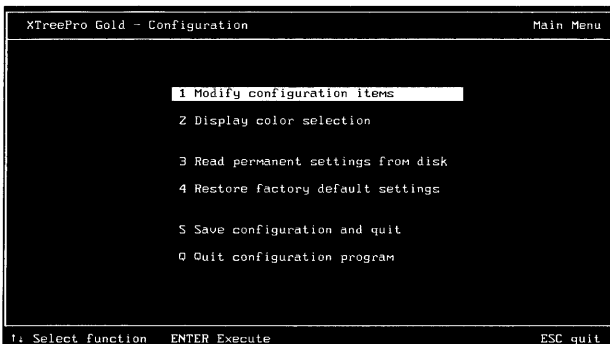 XTreePro Gold - Configuration Main Menu
1 Modify configuration items
2 Display color selection
3 Read permanent settings from disk
4 Restore factory default settings
S Save configuration and quit
Q Quit configuration program
↑↓ Select function ENTER Execute ESC quit